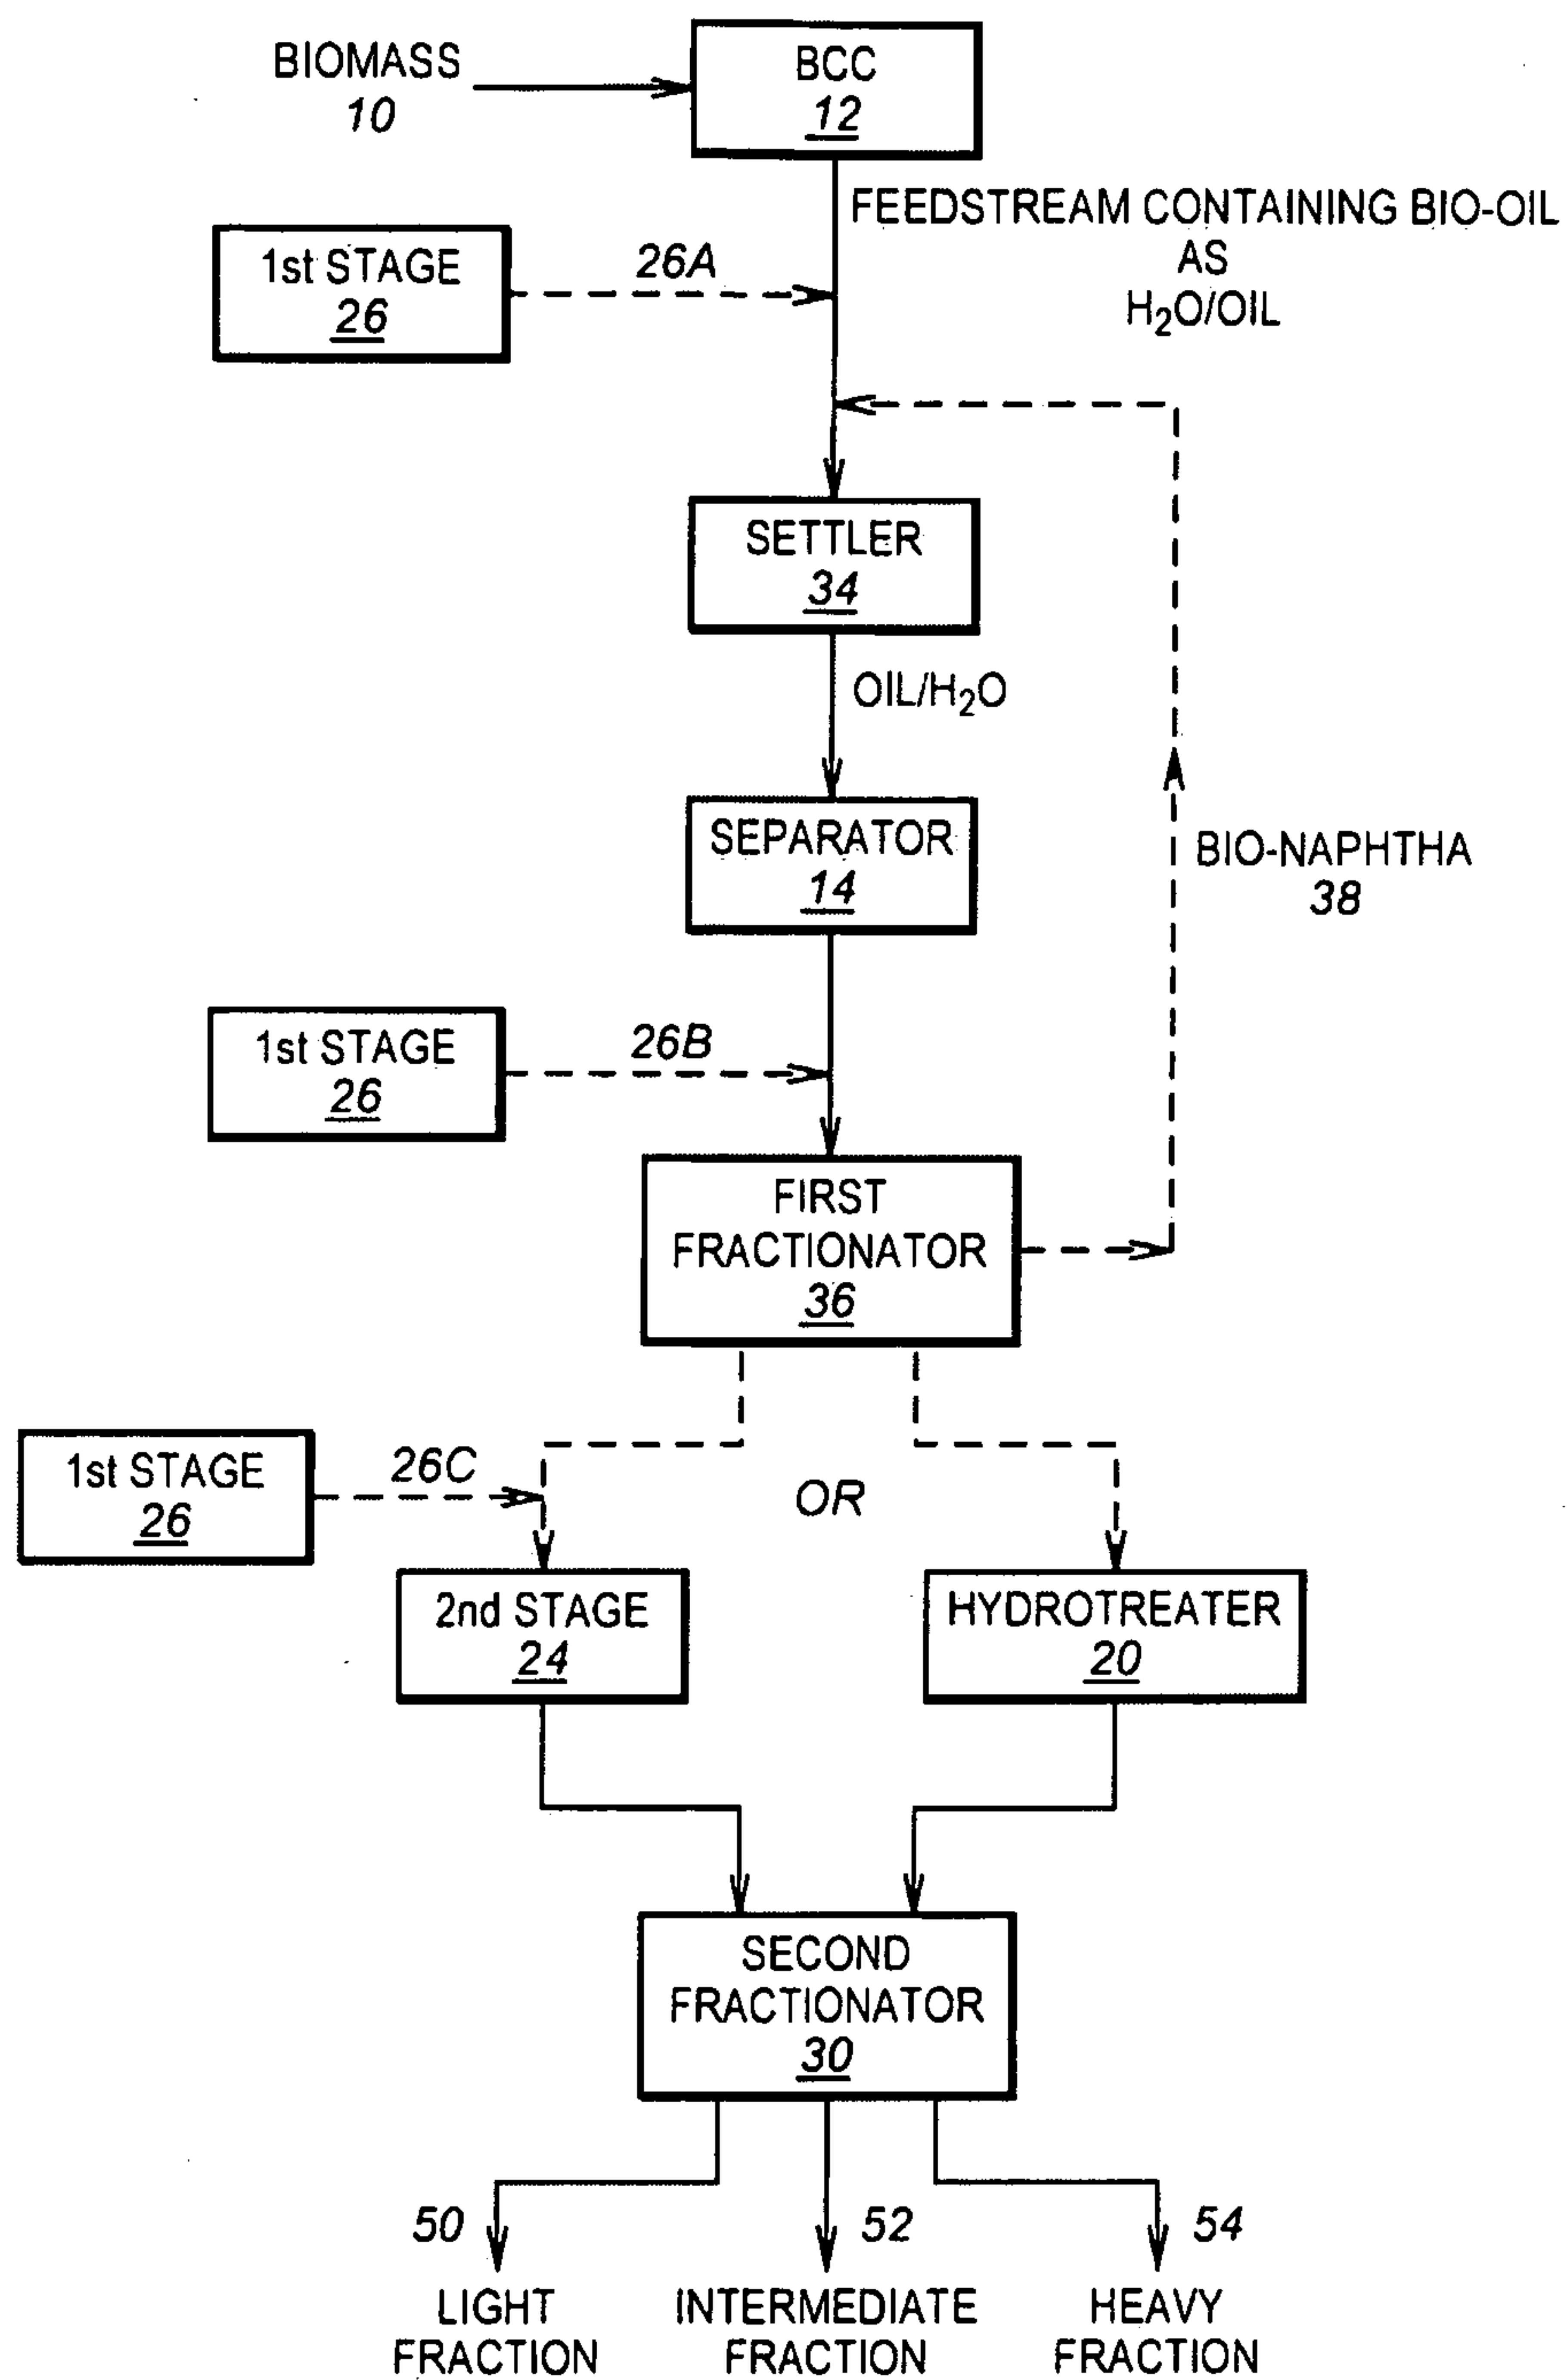 BIOMASS
10
BCC
12
FEEDSTREAM CONTAINING BIO-OIL
AS
H₂O/OIL
1st STAGE
26
26A
SETTLER
34
OIL/H₂O
SEPARATOR
14
BIO-NAPHTHA
38
1st STAGE
26
26B
FIRST
FRACTIONATOR
36
1st STAGE
26
26C
OR
2nd STAGE
24
HYDROTREATER
20
SECOND
FRACTIONATOR
30
50
LIGHT
FRACTION
52
INTERMEDIATE
FRACTION
54
HEAVY
FRACTION